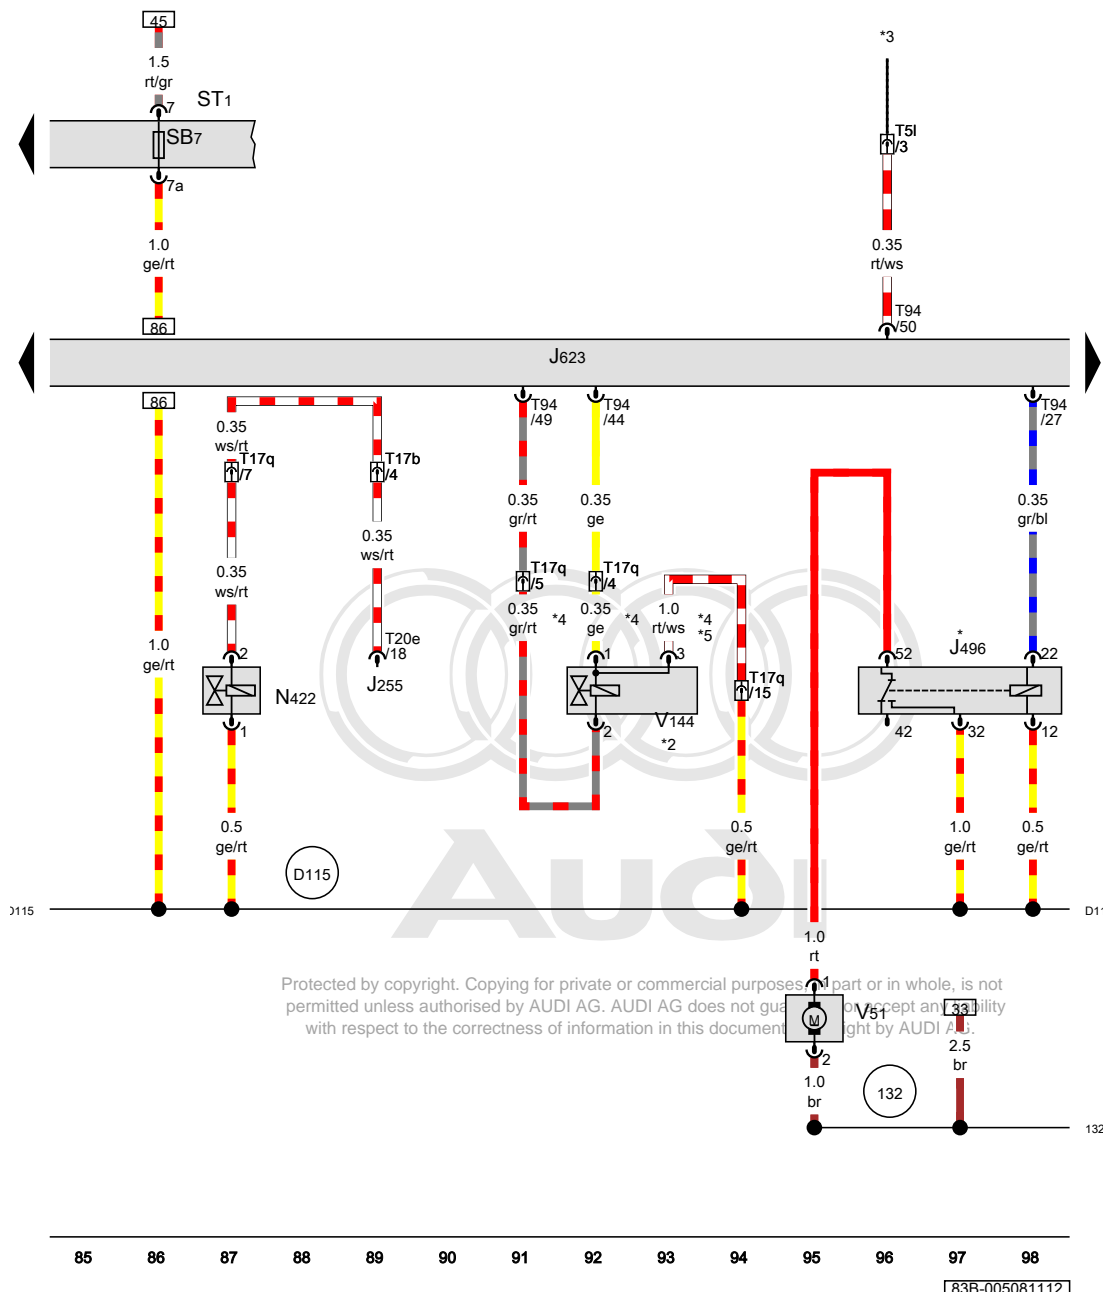 45
*3
1.5
rt/gr
7
ST1
SB7
T5l
/3
7a
1.0
ge/rt
0.35
rt/ws
T94
/50
86
J623
86
T94
/49
T94
/44
T94
/27
0.35
ws/rt
T17q
/7
T17b
/4
0.35
gr/rt
0.35
ge
0.35
gr/bl
0.35
ws/rt
0.35
ws/rt
T17q
/5
T17q
/4
0.35
gr/rt
*4
0.35
ge
*4
1.0
rt/ws
*4
*5
1.0
ge/rt
2
T20e
/18
J255
1
3
T17q
/15
52
*
J496
22
N422
V144
*2
1
2
42
32
12
0.5
ge/rt
0.5
ge/rt
1.0
ge/rt
0.5
ge/rt
D115
D115
D11
Audi
1.0
rt
Protected by copyright. Copying for private or commercial purposes, in part or in whole, is not
permitted unless authorised by AUDI AG. AUDI AG does not gua or accept any liability
with respect to the correctness of information in this document ight by AUDI AG.
1
M
V51
33
2
2.5
br
1.0
br
132
132
85 86 87 88 89 90 91 92 93 94 95 96 97 98
83B-005081112